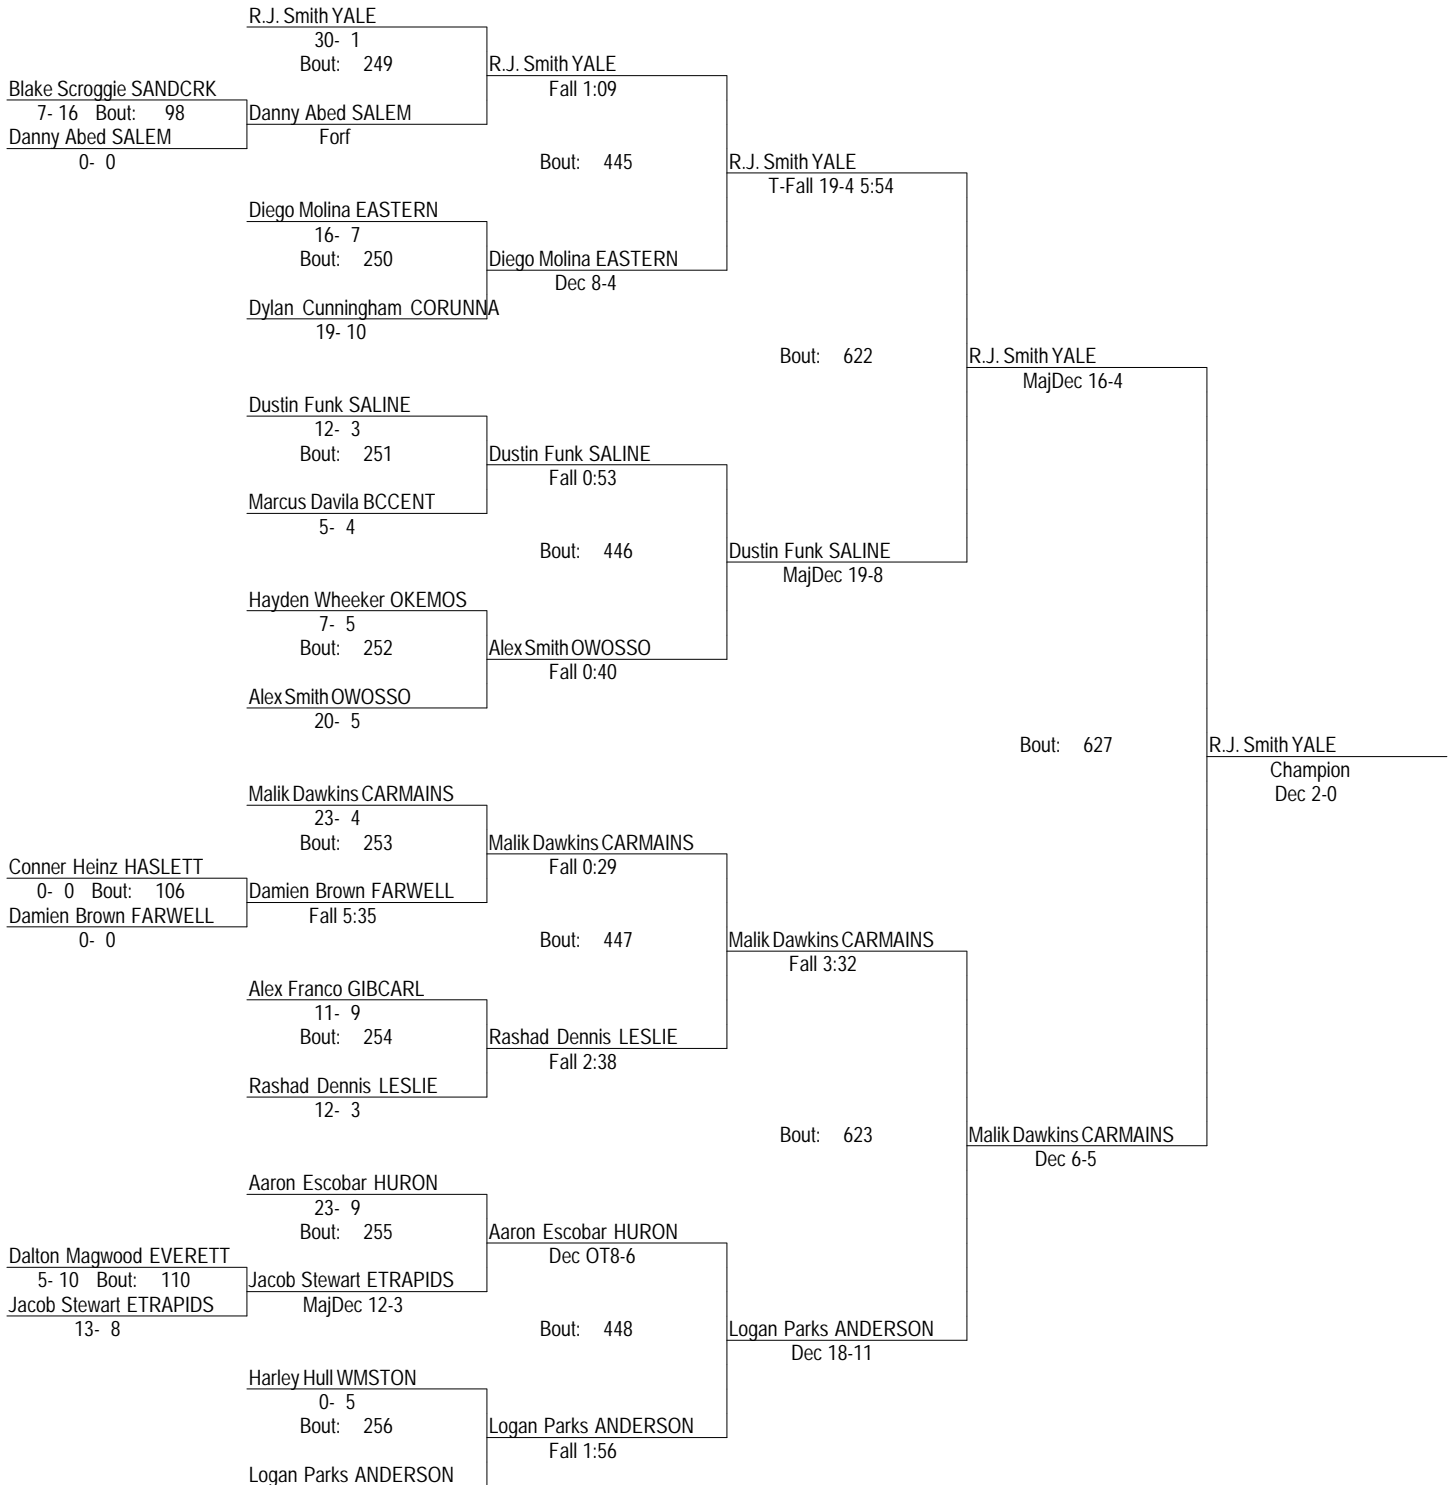 R.J. Smith YALE
30- 1
Bout: 249
R.J. Smith YALE
Fall 1:09
Blake Scroggie SANDCRK
7- 16 Bout: 98
Danny Abed SALEM
Forf
Danny Abed SALEM
0- 0
Bout: 445
R.J. Smith YALE
T-Fall 19-4 5:54
Diego Molina EASTERN
16- 7
Bout: 250
Diego Molina EASTERN
Dec 8-4
Dylan Cunningham CORUNNA
19- 10
Bout: 622
R.J. Smith YALE
MajDec 16-4
Dustin Funk SALINE
12- 3
Bout: 251
Dustin Funk SALINE
Fall 0:53
Marcus Davila BCCENT
5- 4
Bout: 446
Dustin Funk SALINE
MajDec 19-8
Hayden Wheeker OKEMOS
7- 5
Bout: 252
Alex Smith OWOSSO
Fall 0:40
Alex Smith OWOSSO
20- 5
Bout: 627
R.J. Smith YALE
Champion
Dec 2-0
Malik Dawkins CARMAINS
23- 4
Bout: 253
Malik Dawkins CARMAINS
Fall 0:29
Conner Heinz HASLETT
0- 0 Bout: 106
Damien Brown FARWELL
Fall 5:35
Damien Brown FARWELL
0- 0
Bout: 447
Malik Dawkins CARMAINS
Fall 3:32
Alex Franco GIBCARL
11- 9
Bout: 254
Rashad Dennis LESLIE
Fall 2:38
Rashad Dennis LESLIE
12- 3
Bout: 623
Malik Dawkins CARMAINS
Dec 6-5
Aaron Escobar HURON
23- 9
Bout: 255
Aaron Escobar HURON
Dec OT8-6
Dalton Magwood EVERETT
5- 10 Bout: 110
Jacob Stewart ETRAPIDS
MajDec 12-3
Jacob Stewart ETRAPIDS
13- 8
Bout: 448
Logan Parks ANDERSON
Dec 18-11
Harley Hull WMSTON
0- 5
Bout: 256
Logan Parks ANDERSON
Fall 1:56
Logan Parks ANDERSON